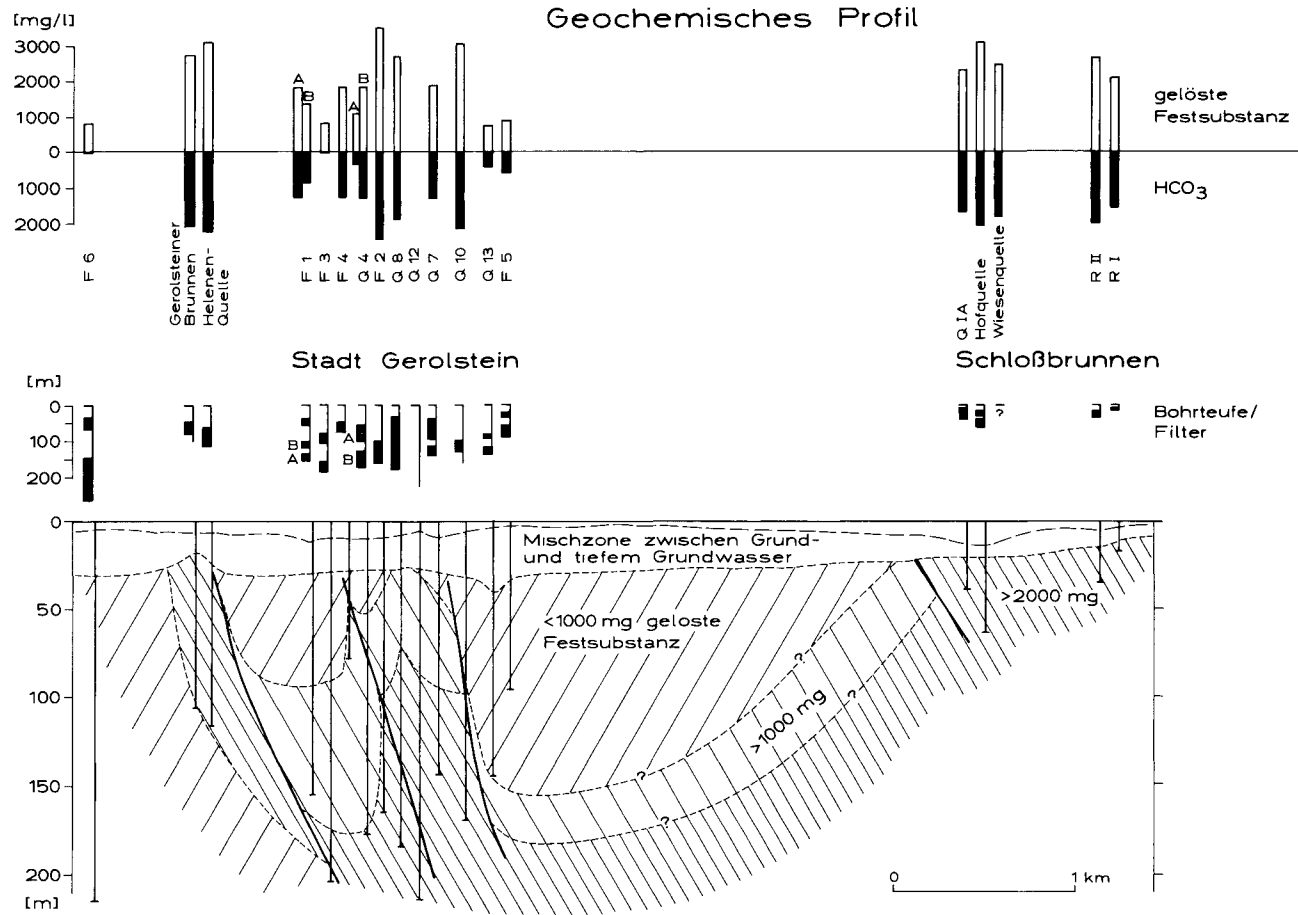 Geochemisches Profil
[mg/l]
3000
2000
1000
0
1000
2000
A
B
A
B
gelöste
Festsubstanz
HCO3
F 6
Gerolsteiner
Brunnen
Helenen-
Quelle
F 1
F 3
F 4
Q 4
F 2
Q 8
Q 12
Q 7
Q 10
Q 13
F 5
Q IA
Hofquelle
Wiesenquelle
R II
R I
Stadt Gerolstein
Schloßbrunnen
[m]
0
100
200
B
A
A
B
?
Bohrteufe/
Filter
0
50
100
150
200
[m]
Mischzone zwischen Grund-
und tiefem Grundwasser
<1000 mg gelöste
Festsubstanz
>2000 mg
>1000 mg
?
?
?
?
0
1 km